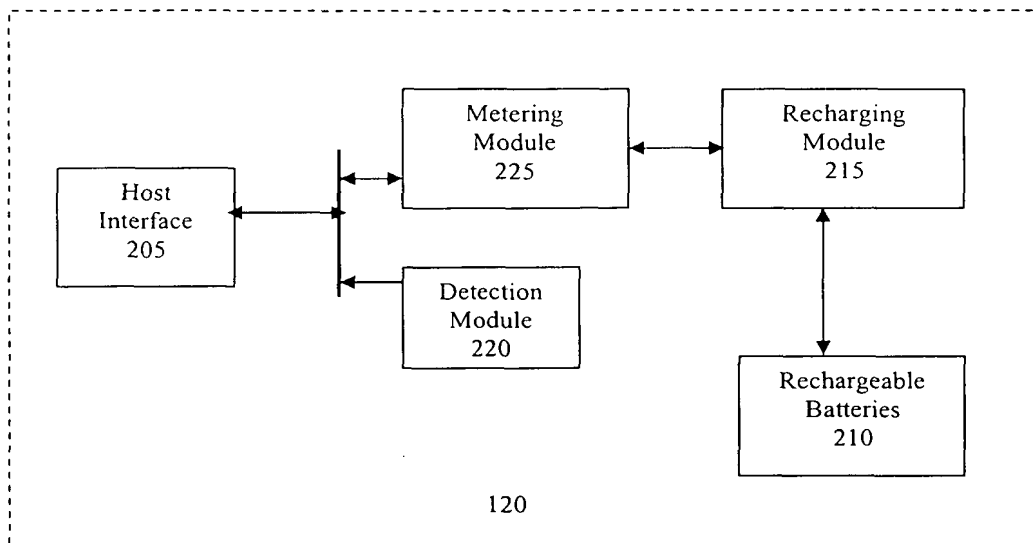 Metering
Module
225
Recharging
Module
215
Host
Interface
205
Detection
Module
220
Rechargeable
Batteries
210
120